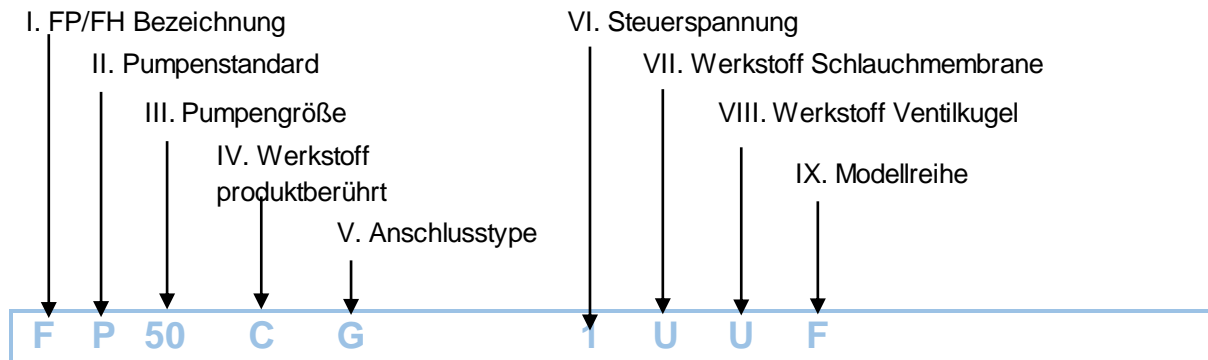 I. FP/FH Bezeichnung
VI. Steuerspannung
II. Pumpenstandard
VII. Werkstoff Schlauchmembrane
III. Pumpengröße
VIII. Werkstoff Ventilkugel
IV. Werkstoff
produktberührt
IX. Modellreihe
V. Anschlusstype
F P 50 C G 1 U U F